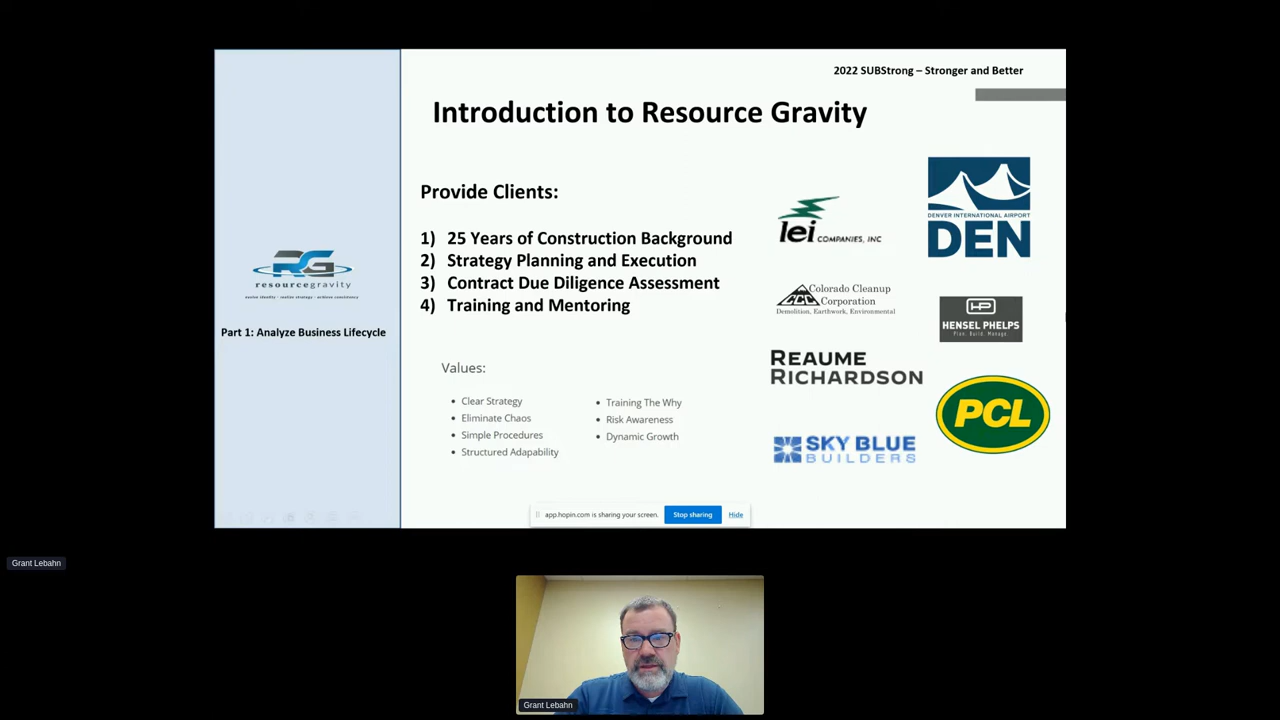 2022 SUBStrong – Stronger and Better
Introduction to Resource Gravity
Provide Clients:
1) 25 Years of Construction Background
2) Strategy Planning and Execution
3) Contract Due Diligence Assessment
4) Training and Mentoring
Values:
• Clear Strategy
• Eliminate Chaos
• Simple Procedures
• Structured Adapability
• Training The Why
• Risk Awareness
• Dynamic Growth
RG
resourcegravity
Part 1: Analyze Business Lifecycle
lei COMPANIES, INC
DENVER INTERNATIONAL AIRPORT
DEN
CCC
Colorado Cleanup
Corporation
Demolition, Earthwork, Environmental
HP
HENSEL PHELPS
Plan. Build. Manage.
REAUME
RICHARDSON
PCL
SKY BLUE
BUILDERS
app.hopin.com is sharing your screen. Stop sharing Hide
Grant Lebahn
Grant Lebahn